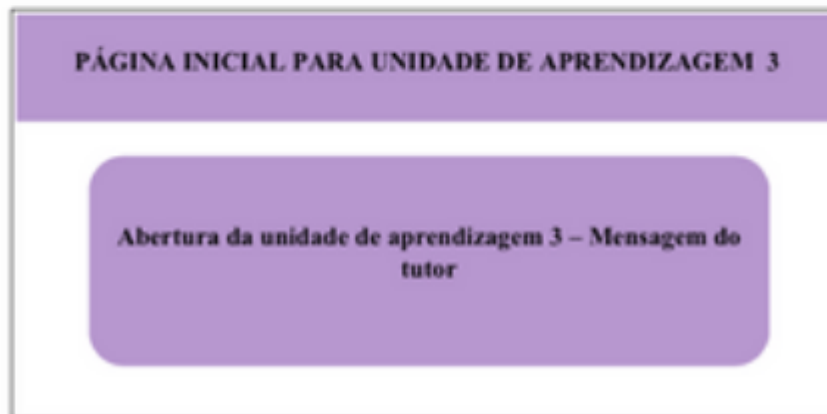 PÁGINA INICIAL PARA UNIDADE DE APRENDIZAGEM 3
Abertura da unidade de aprendizagem 3 – Mensagem do
tutor